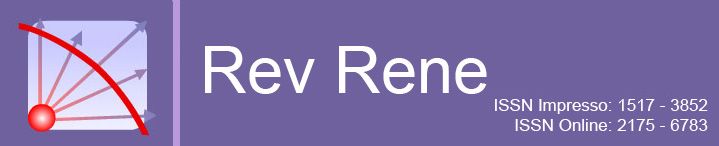 Rev Rene
ISSN Impresso: 1517 - 3852
ISSN Online: 2175 - 6783